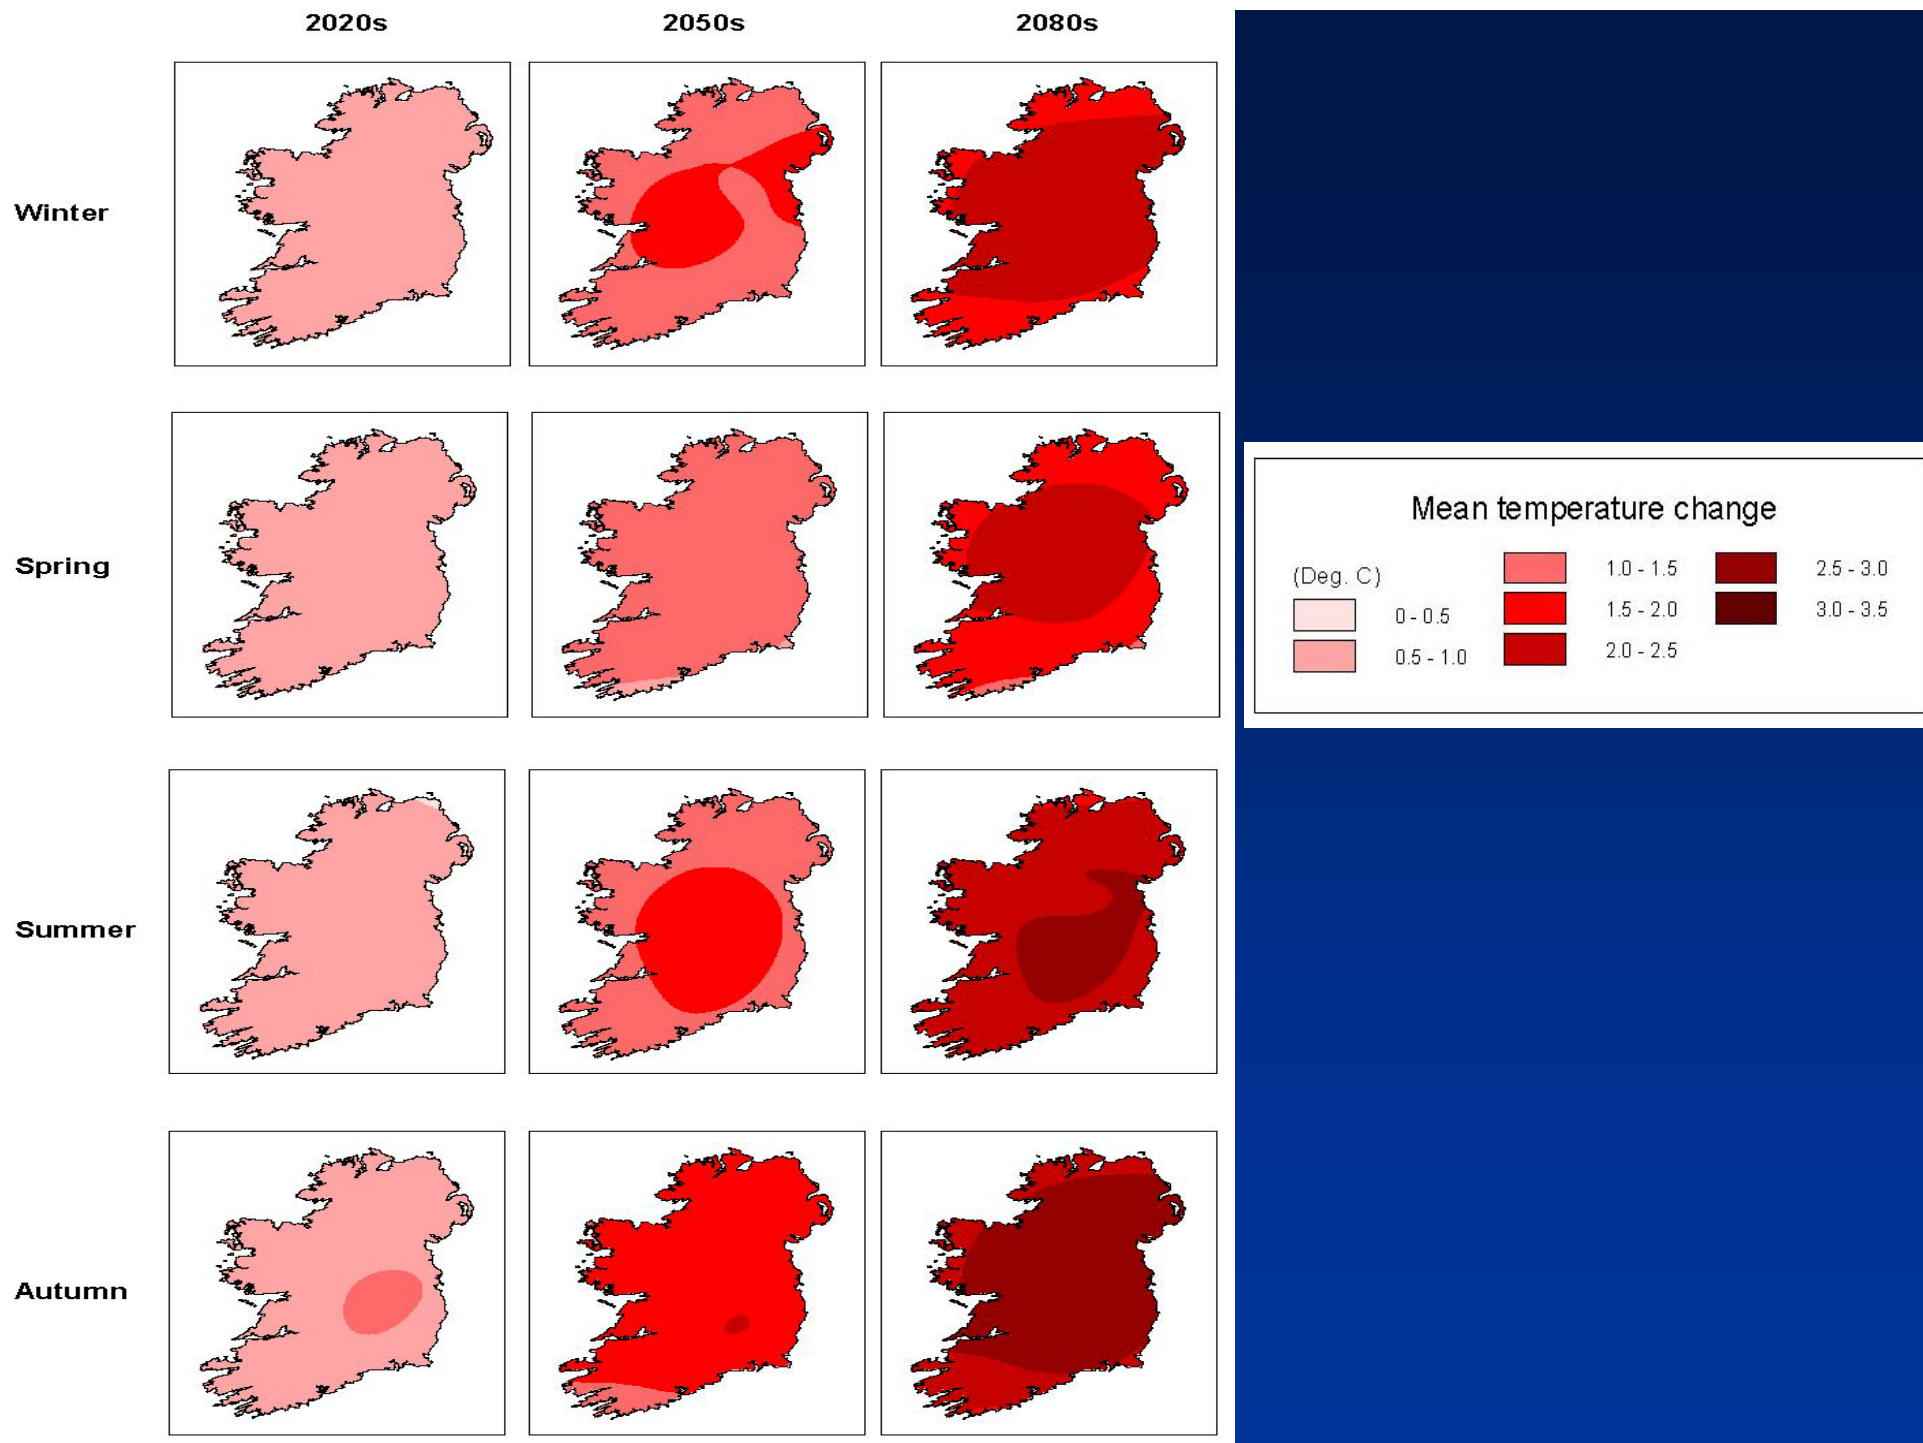 2020s 2050s 2080s
Winter
Spring
Summer
Autumn
Mean temperature change
(Deg. C)
0 - 0.5
0.5 - 1.0
1.0 - 1.5
1.5 - 2.0
2.0 - 2.5
2.5 - 3.0
3.0 - 3.5